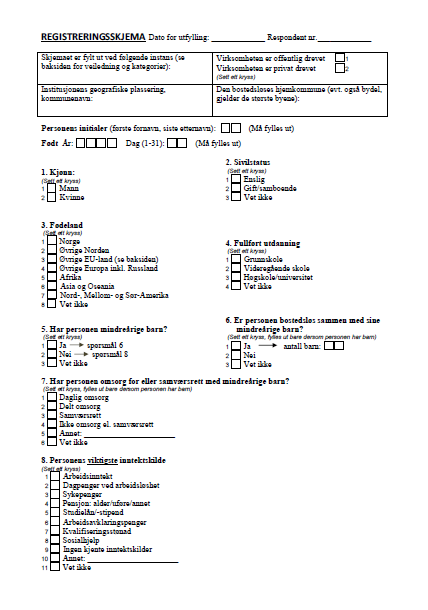 REGISTRERINGSSKJEMA Dato for utfylling: _______________ Respondent nr.______________
Skjemaet er fylt ut ved følgende instans (se
baksiden for veiledning og kategorier):
Virksomheten er offentlig drevet 1
Virksomheten er privat drevet 2
(Sett ett kryss)
Institusjonens geografiske plassering,
kommunenavn:
Den bostedsløses hjemkommune (evt. også bydel,
gjelder de største byene):
Personens initialer (første fornavn, siste etternavn): (Må fylles ut)
Født År: Dag (1-31): (Må fylles ut)
1. Kjønn:
(Sett ett kryss)
1 Mann
2 Kvinne
2. Sivilstatus
(Sett ett kryss)
1 Enslig
2 Gift/samboende
3 Vet ikke
3. Fødeland
(Sett ett kryss)
1 Norge
2 Øvrige Norden
3 Øvrige EU-land (se baksiden)
4 Øvrige Europa inkl. Russland
5 Afrika
6 Asia og Oseania
7 Nord-, Mellom- og Sør-Amerika
8 Vet ikke
4. Fullført utdanning
(Sett ett kryss)
1 Grunnskole
2 Videregående skole
3 Høgskole/universitet
4 Vet ikke
5. Har personen mindreårige barn?
(Sett ett kryss)
1 Ja → spørsmål 6
2 Nei → spørsmål 8
3 Vet ikke
6. Er personen bostedsløs sammen med sine
mindreårige barn?
(Sett ett kryss, fylles ut bare dersom personen har barn)
1 Ja → antall barn:
2 Nei
3 Vet ikke
7. Har personen omsorg for eller samværsrett med mindreårige barn?
(Sett ett kryss, fylles ut bare dersom personen har barn)
1 Daglig omsorg
2 Delt omsorg
3 Samværsrett
4 Ikke omsorg el. samværsrett
5 Annet: _______________________
6 Vet ikke
8. Personens viktigste inntektskilde
(Sett ett kryss)
1 Arbeidsinntekt
2 Dagpenger ved arbeidsløshet
3 Sykepenger
4 Pensjon: alder/uføre/annet
5 Studielån/-stipend
6 Arbeidsavklaringspenger
7 Kvalifiseringsstønad
8 Sosialhjelp
9 Ingen kjente inntektskilder
10 Annet: _______________________
11 Vet ikke